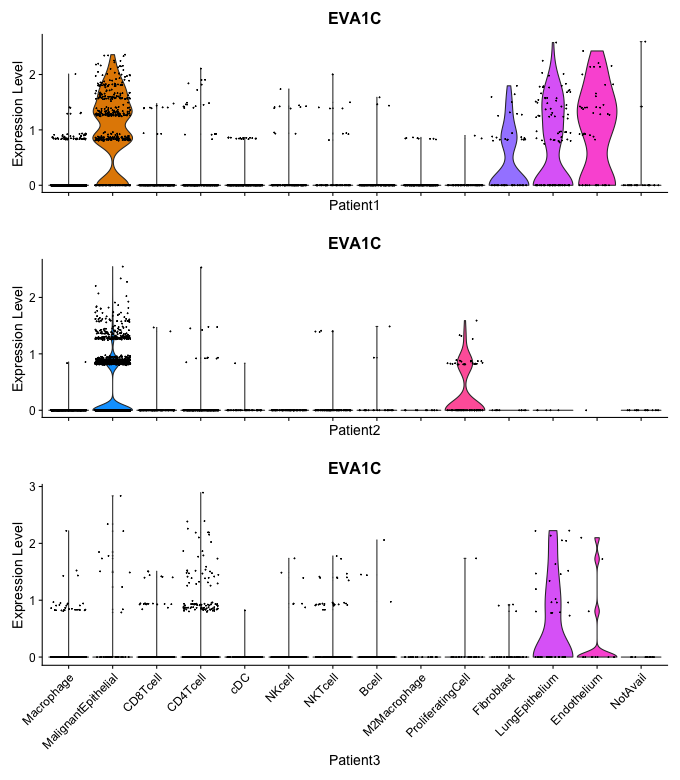 EVA1C
Expression Level
2
1
0
Patient1
EVA1C
Expression Level
2
1
0
Patient2
EVA1C
Expression Level
3
2
1
0
Macrophage
MalignantEpithelial
CD8Tcell
CD4Tcell
cDC
NKcell
NKTcell
Bcell
M2Macrophage
ProliferatingCell
Fibroblast
LungEpithelium
Endothelium
NotAvail
Patient3